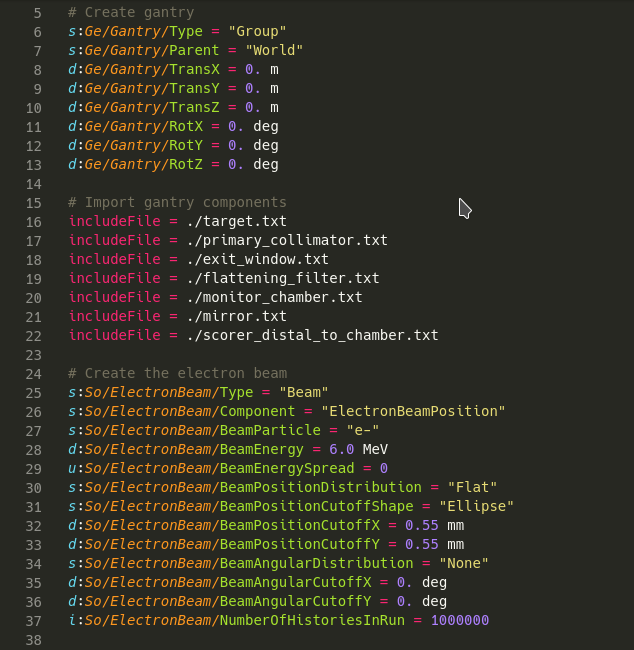 5 # Create gantry
6 s:Ge/Gantry/Type = "Group"
7 s:Ge/Gantry/Parent = "World"
8 d:Ge/Gantry/TransX = 0. m
9 d:Ge/Gantry/TransY = 0. m
10 d:Ge/Gantry/TransZ = 0. m
11 d:Ge/Gantry/RotX = 0. deg
12 d:Ge/Gantry/RotY = 0. deg
13 d:Ge/Gantry/RotZ = 0. deg
14
15 # Import gantry components
16 includeFile = ./target.txt
17 includeFile = ./primary_collimator.txt
18 includeFile = ./exit_window.txt
19 includeFile = ./flattening_filter.txt
20 includeFile = ./monitor_chamber.txt
21 includeFile = ./mirror.txt
22 includeFile = ./scorer_distal_to_chamber.txt
23
24 # Create the electron beam
25 s:So/ElectronBeam/Type = "Beam"
26 s:So/ElectronBeam/Component = "ElectronBeamPosition"
27 s:So/ElectronBeam/BeamParticle = "e-"
28 d:So/ElectronBeam/BeamEnergy = 6.0 MeV
29 u:So/ElectronBeam/BeamEnergySpread = 0
30 s:So/ElectronBeam/BeamPositionDistribution = "Flat"
31 s:So/ElectronBeam/BeamPositionCutoffShape = "Ellipse"
32 d:So/ElectronBeam/BeamPositionCutoffX = 0.55 mm
33 d:So/ElectronBeam/BeamPositionCutoffY = 0.55 mm
34 s:So/ElectronBeam/BeamAngularDistribution = "None"
35 d:So/ElectronBeam/BeamAngularCutoffX = 0. deg
36 d:So/ElectronBeam/BeamAngularCutoffY = 0. deg
37 i:So/ElectronBeam/NumberOfHistoriesInRun = 1000000
38